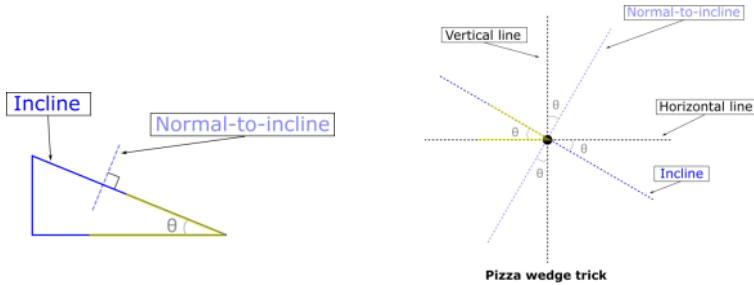 Incline
Normal-to-incline
θ
Normal-to-incline
Vertical line
θ
Horizontal line
θ
θ
θ
Incline
Pizza wedge trick